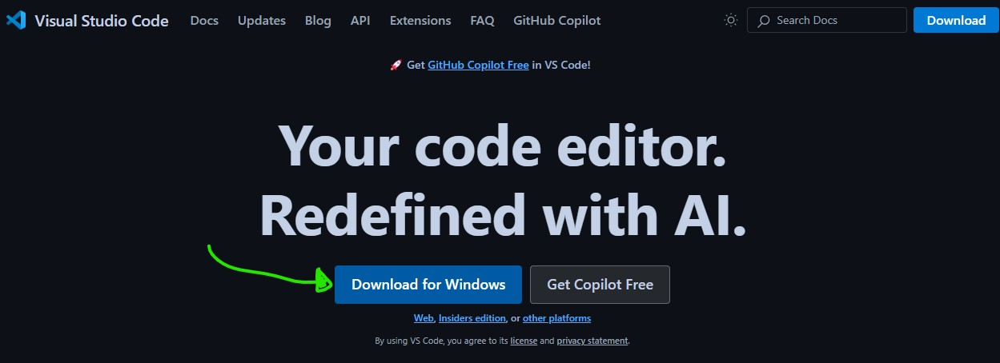 Visual Studio Code Docs Updates Blog API Extensions FAQ GitHub Copilot Search Docs Download
🚀 Get GitHub Copilot Free in VS Code!
Your code editor.
Redefined with AI.
Download for Windows Get Copilot Free
Web, Insiders edition, or other platforms
By using VS Code, you agree to its license and privacy statement.